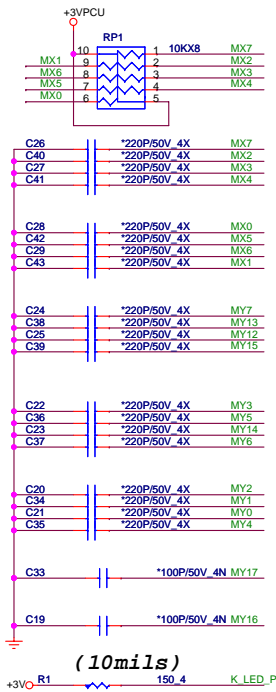 +3VPCU
RP1
10 1 10KX8 MX7
MX1 9 2 MX2
MX6 8 3 MX3
MX5 7 4 MX4
MX0 6 5
C26 *220P/50V_4X MX7
C40 *220P/50V_4X MX2
C27 *220P/50V_4X MX3
C41 *220P/50V_4X MX4
C28 *220P/50V_4X MX0
C42 *220P/50V_4X MX5
C29 *220P/50V_4X MX6
C43 *220P/50V_4X MX1
C24 *220P/50V_4X MY7
C38 *220P/50V_4X MY13
C25 *220P/50V_4X MY12
C39 *220P/50V_4X MY15
C22 *220P/50V_4X MY3
C36 *220P/50V_4X MY5
C23 *220P/50V_4X MY14
C37 *220P/50V_4X MY6
C20 *220P/50V_4X MY2
C34 *220P/50V_4X MY1
C21 *220P/50V_4X MY0
C35 *220P/50V_4X MY4
C33 *100P/50V_4N MY17
C19 *100P/50V_4N MY16
(10mils)
+3V R1 150_4 K_LED_P